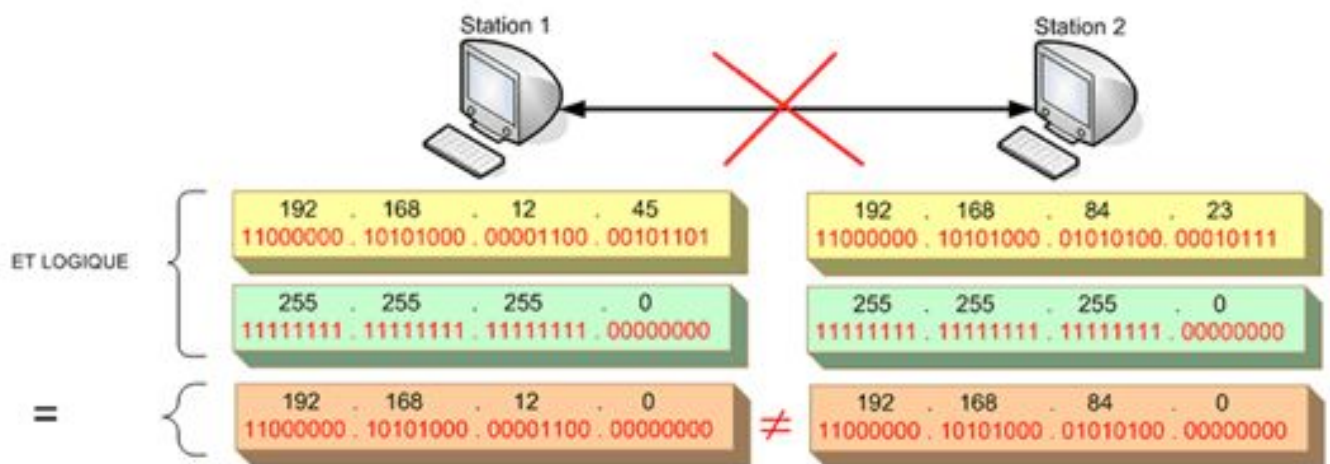 Station 1
Station 2
192 . 168 . 12 . 45
11000000 . 10101000 . 00001100 . 00101101
192 . 168 . 84 . 23
11000000 . 10101000 . 01010100. 00010111
ET LOGIQUE
255 . 255 . 255 . 0
11111111 . 11111111 . 11111111 . 00000000
255 . 255 . 255 . 0
11111111 . 11111111 . 11111111 . 00000000
=
192 . 168 . 12 . 0
11000000 . 10101000 . 00001100 . 00000000
≠
192 . 168 . 84 . 0
11000000 . 10101000 . 01010100 . 00000000